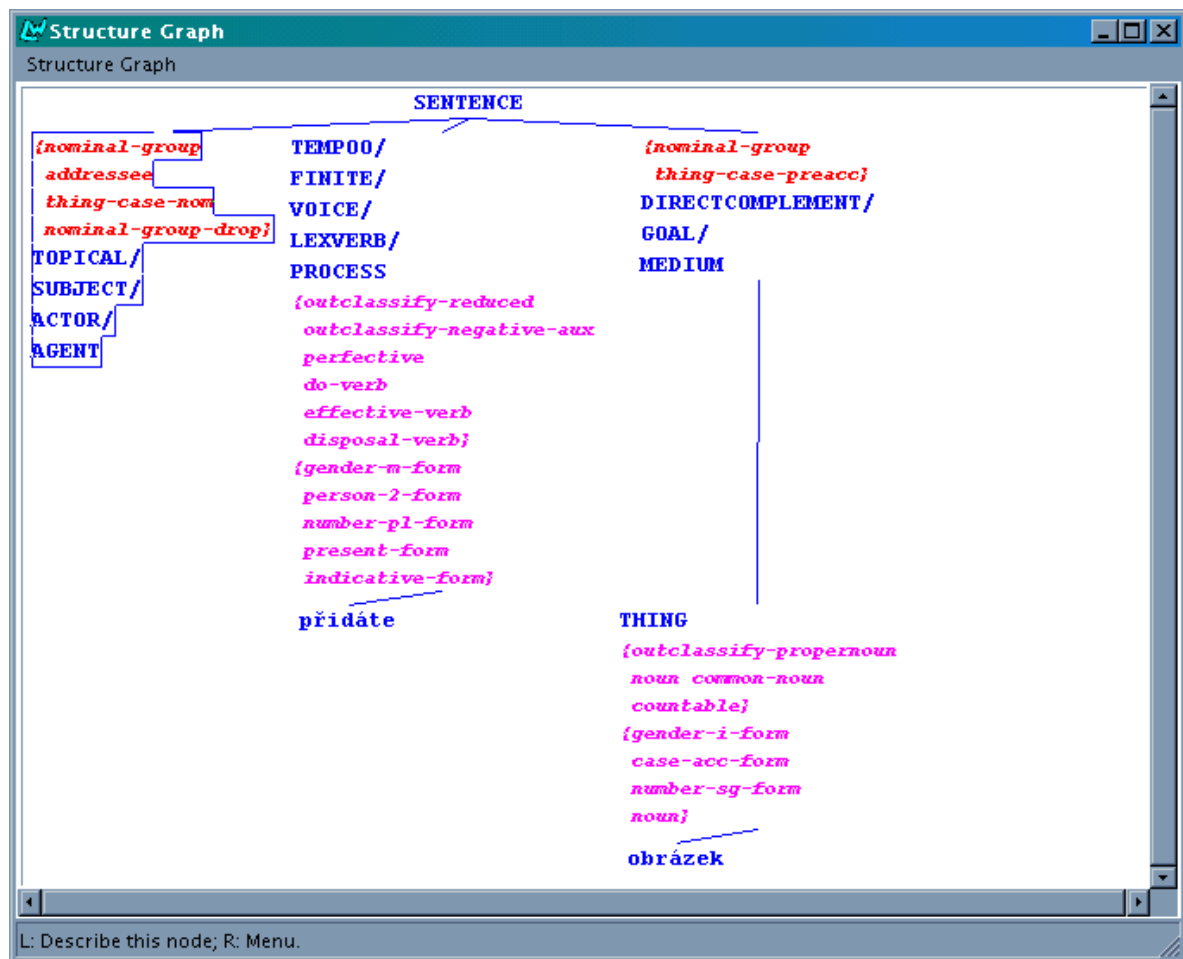 Structure Graph
Structure Graph
SENTENCE
{nominal-group
addressee
thing-case-nom
nominal-group-drop}
TOPICAL/
SUBJECT/
ACTOR/
AGENT
TEMPO0/
FINITE/
VOICE/
LEXVERB/
PROCESS
{outclassify-reduced
outclassify-negative-aux
perfective
do-verb
effective-verb
disposal-verb}
{gender-m-form
person-2-form
number-pl-form
present-form
indicative-form}
přidáte
{nominal-group
thing-case-preacc}
DIRECTCOMPLEMENT/
GOAL/
MEDIUM
THING
{outclassify-propernoun
noun common-noun
countable}
{gender-i-form
case-acc-form
number-sg-form
noun}
obrázek
L: Describe this node; R: Menu.